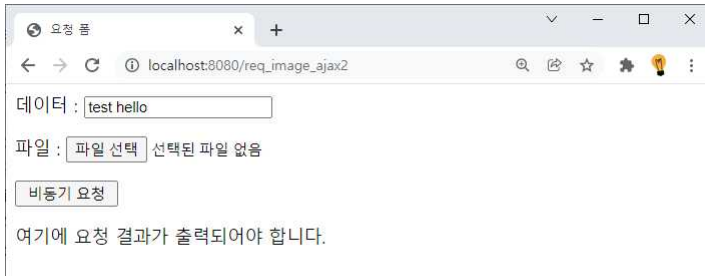 요청 폼
localhost:8080/req_image_ajax2
데이터 : test hello
파일 : 파일 선택 선택된 파일 없음
비동기 요청
여기에 요청 결과가 출력되어야 합니다.